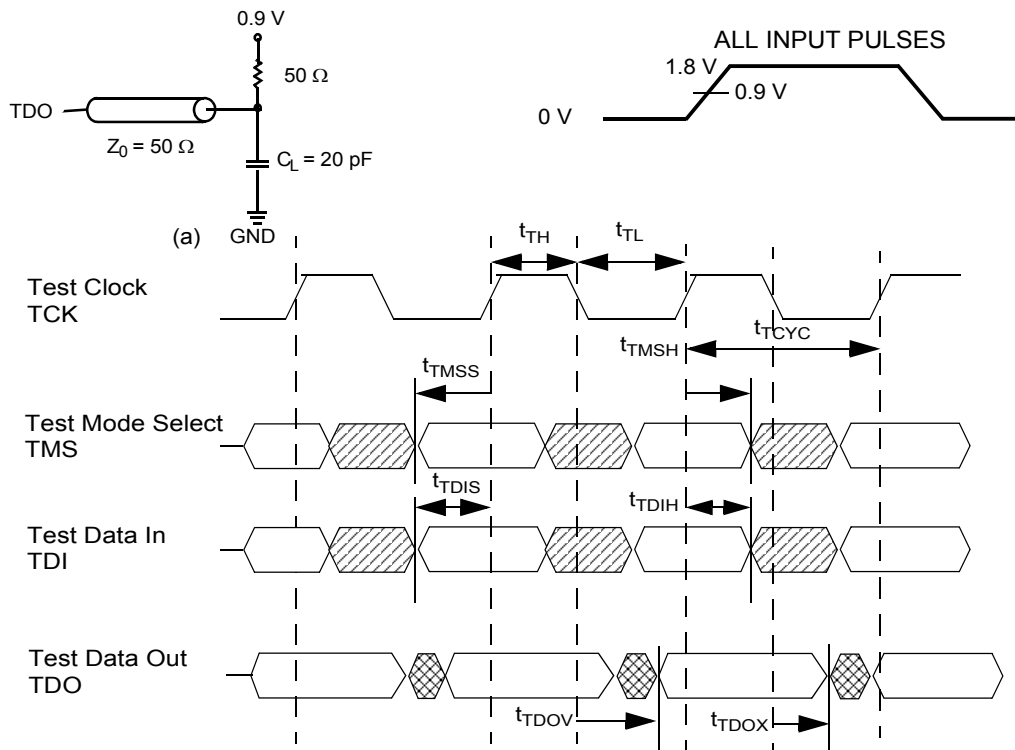 0.9 V
50 Ω
TDO
Z0 = 50 Ω
CL = 20 pF
(a) GND
ALL INPUT PULSES
1.8 V
0.9 V
0 V
tTH
tTL
Test Clock
TCK
tTMSH
tTCYC
tTMSS
Test Mode Select
TMS
tTDIS
tTDIH
Test Data In
TDI
Test Data Out
TDO
tTDOV
tTDOX